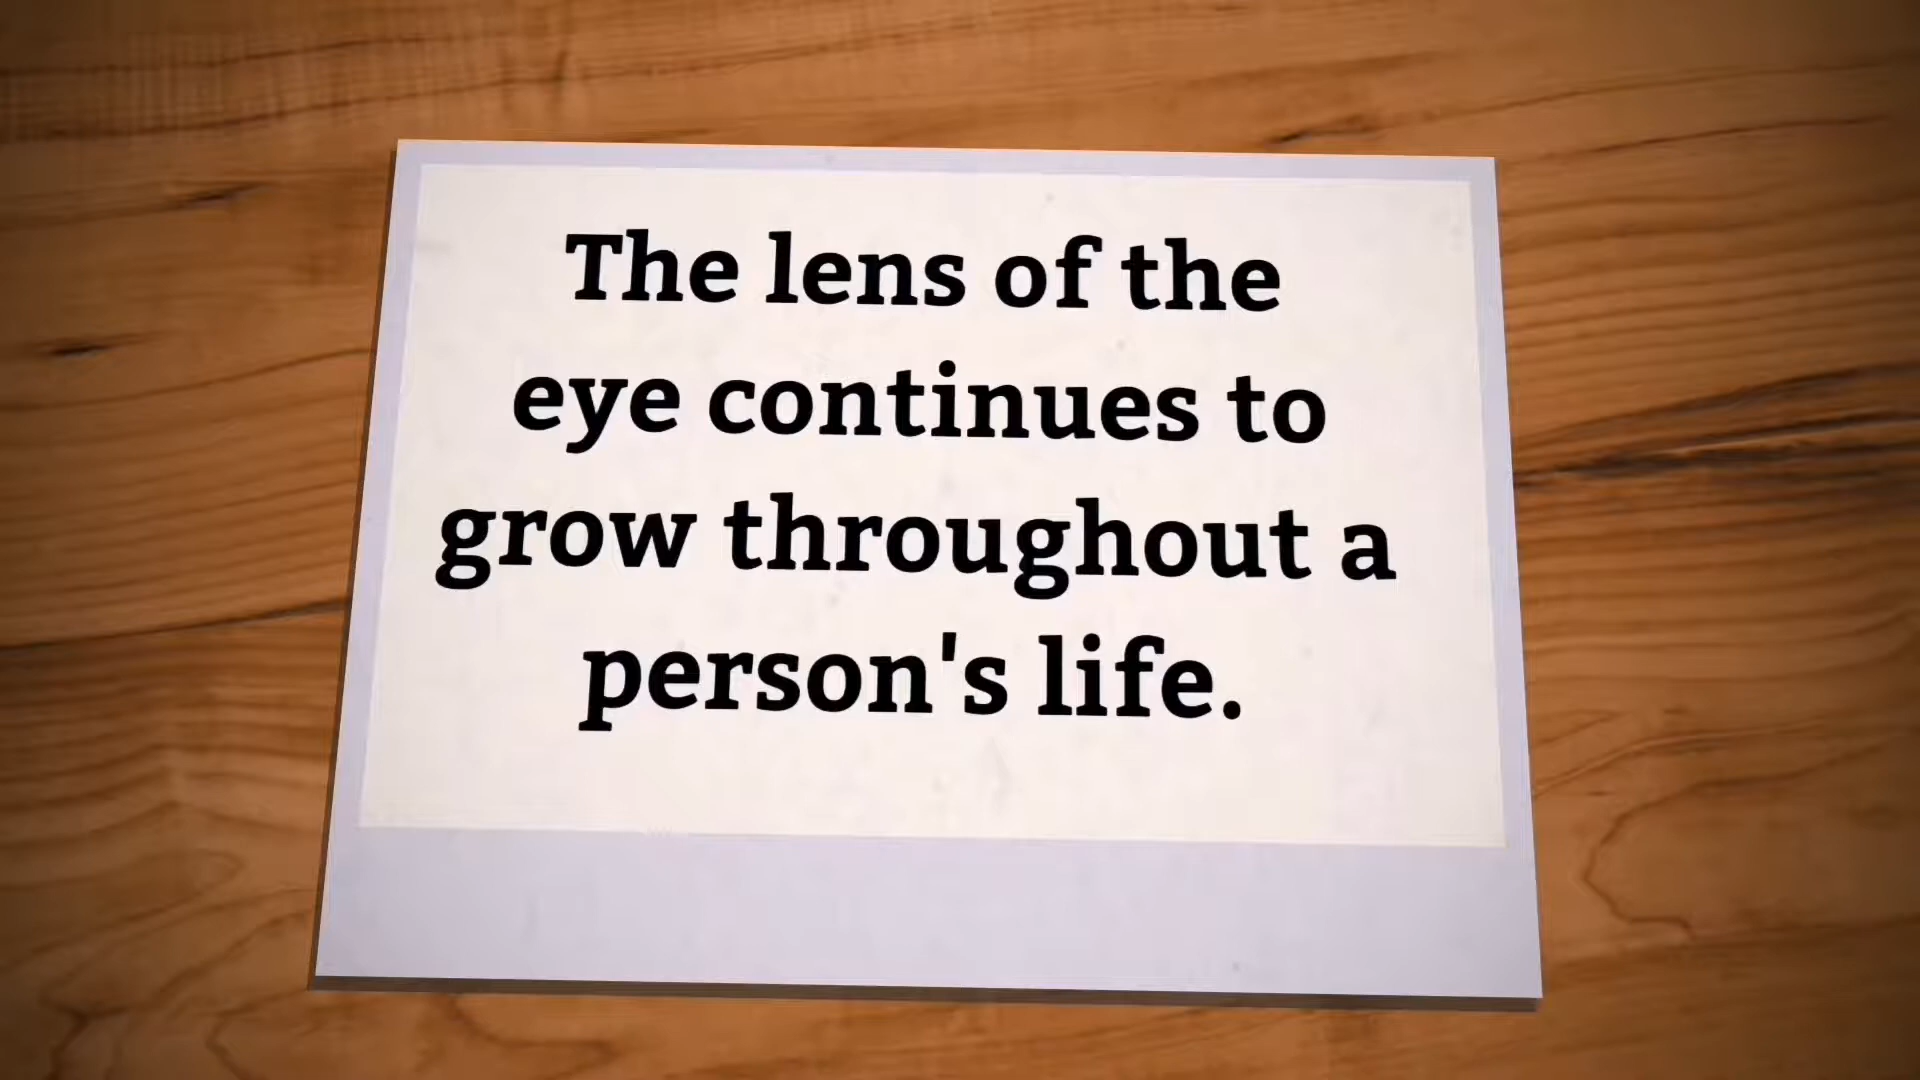 The lens of the
eye continues to
grow throughout a
person's life.